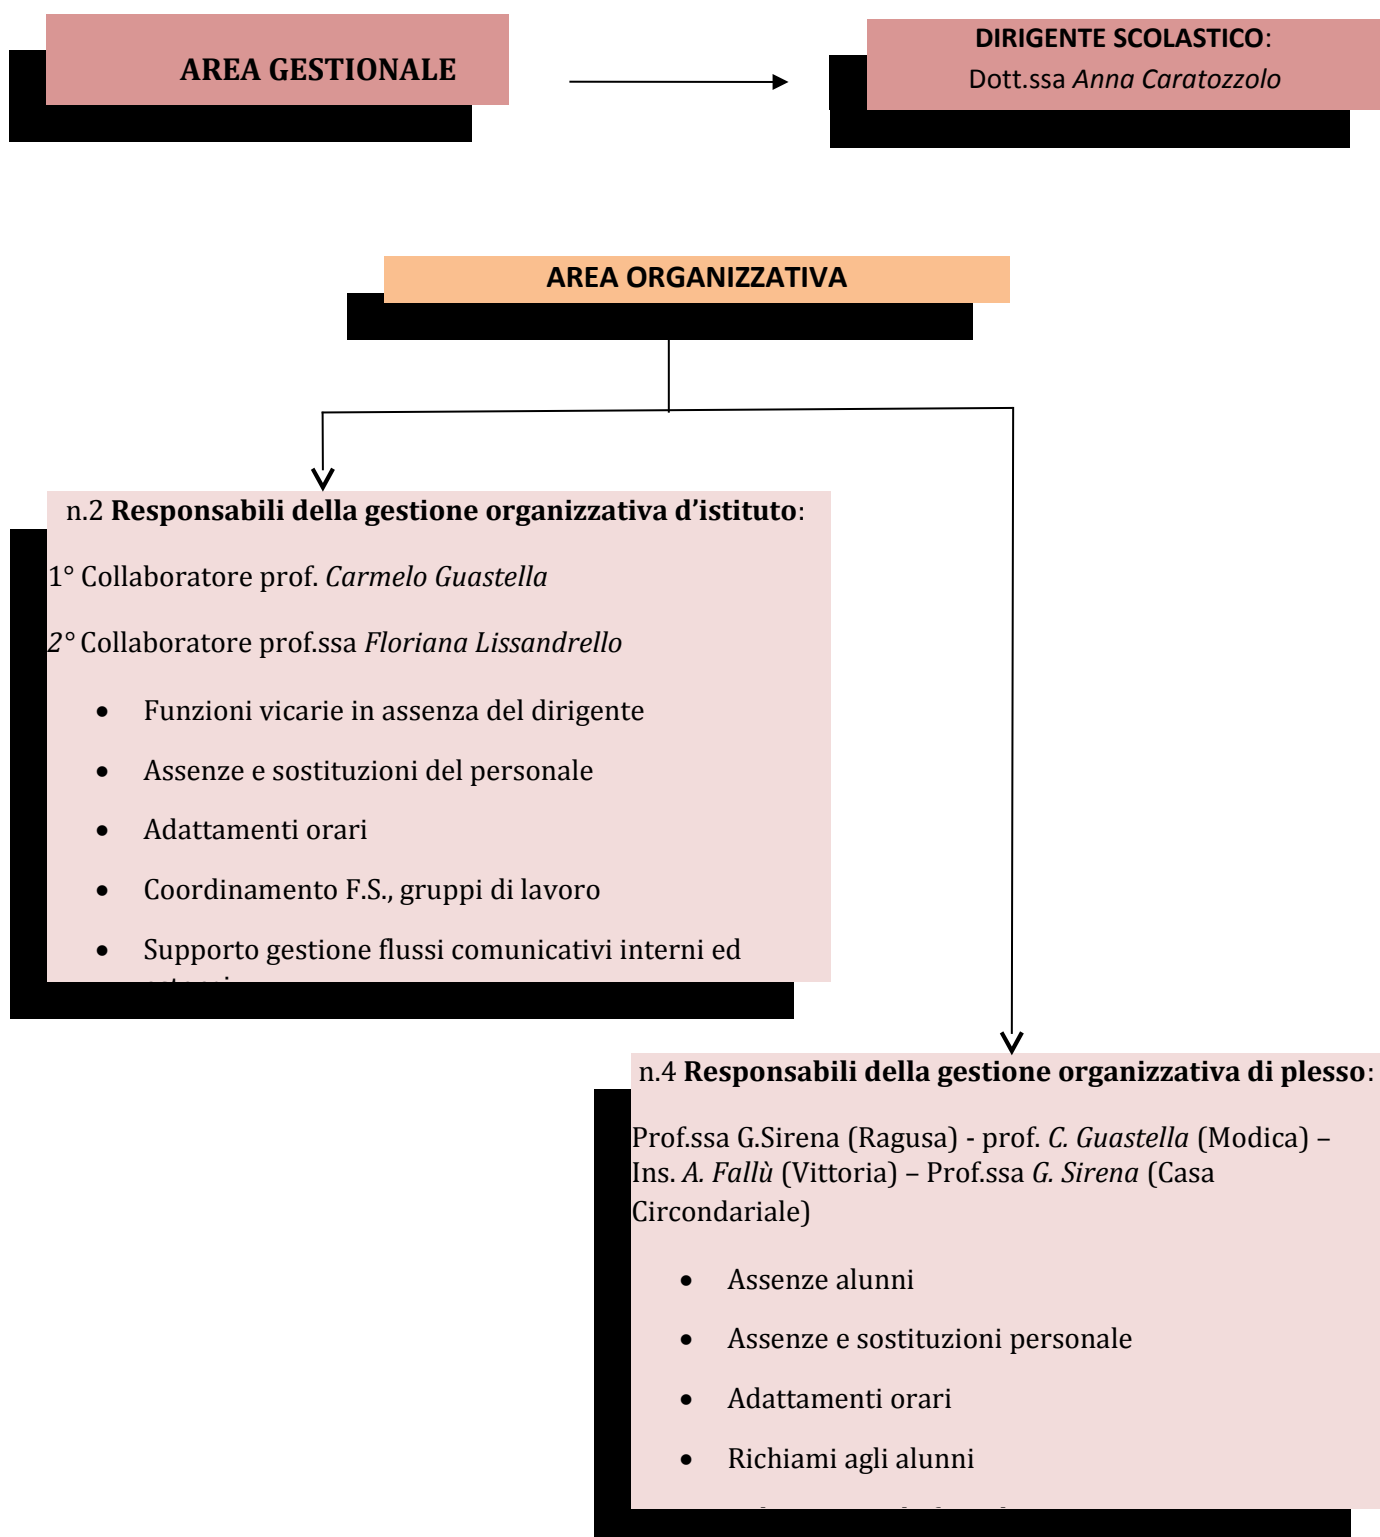 AREA GESTIONALE
DIRIGENTE SCOLASTICO:
Dott.ssa Anna Caratozzolo
AREA ORGANIZZATIVA
n.2 Responsabili della gestione organizzativa d’istituto:
1° Collaboratore prof. Carmelo Guastella
2° Collaboratore prof.ssa Floriana Lissandrello
• Funzioni vicarie in assenza del dirigente
• Assenze e sostituzioni del personale
• Adattamenti orari
• Coordinamento F.S., gruppi di lavoro
• Supporto gestione flussi comunicativi interni ed
n.4 Responsabili della gestione organizzativa di plesso:
Prof.ssa G.Sirena (Ragusa) - prof. C. Guastella (Modica) –
Ins. A. Fallù (Vittoria) – Prof.ssa G. Sirena (Casa
Circondariale)
• Assenze alunni
• Assenze e sostituzioni personale
• Adattamenti orari
• Richiami agli alunni